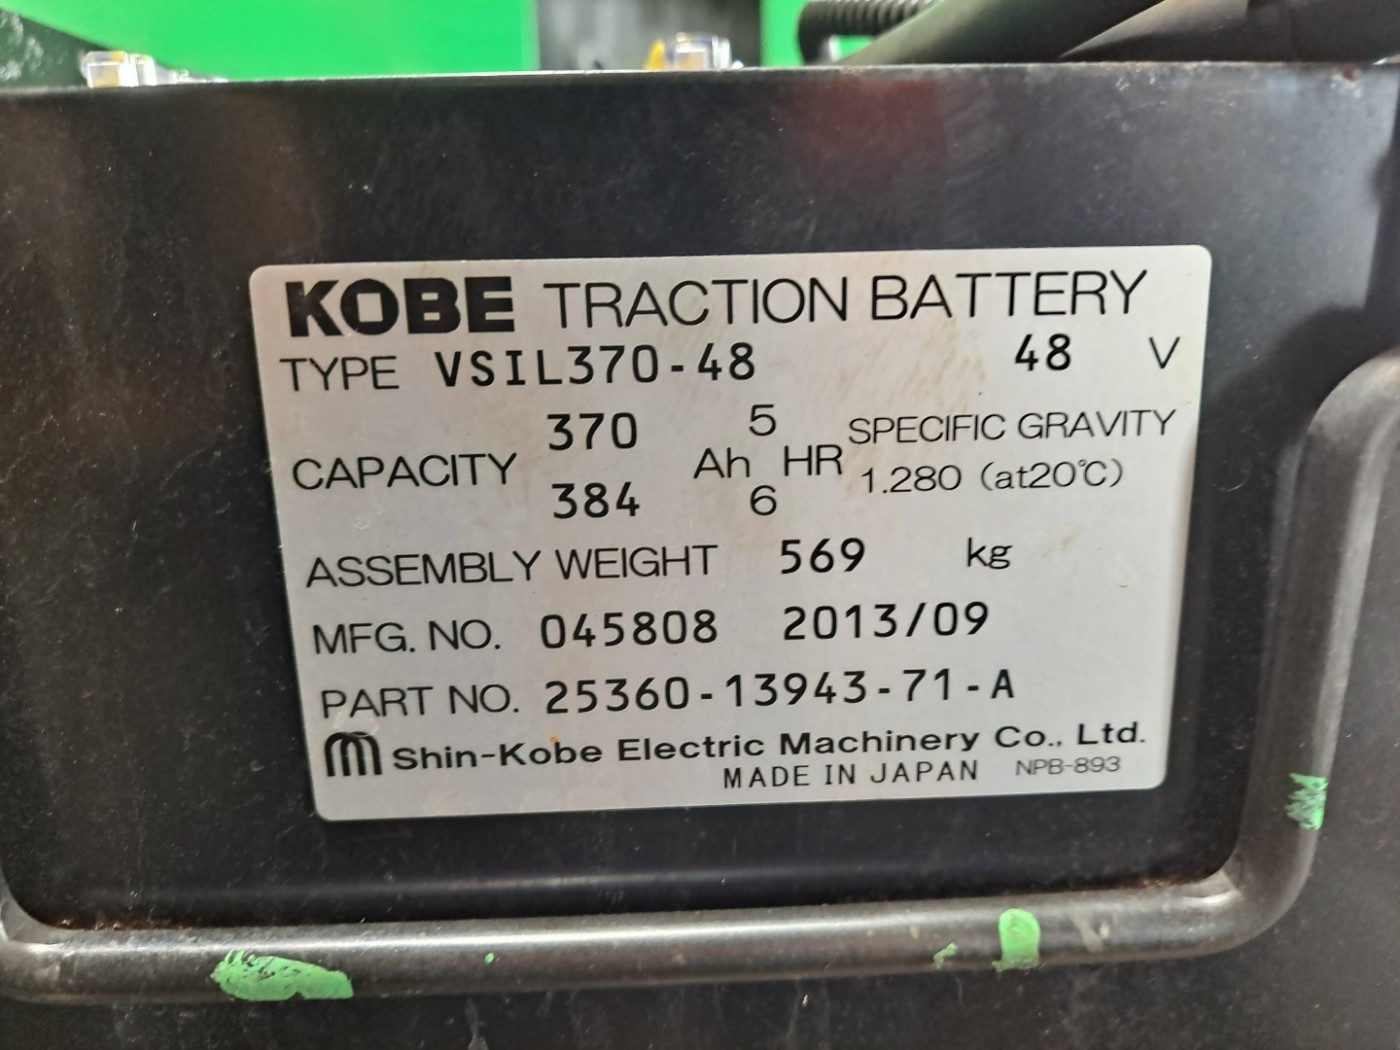 KOBE TRACTION BATTERY
TYPE VSIL370-48 48 V
370 5 SPECIFIC GRAVITY
CAPACITY Ah HR 1.280 (at20℃)
384 6
ASSEMBLY WEIGHT 569 kg
MFG. NO. 045808 2013/09
PART NO. 25360-13943-71-A
Shin-Kobe Electric Machinery Co., Ltd.
MADE IN JAPAN NPB-893